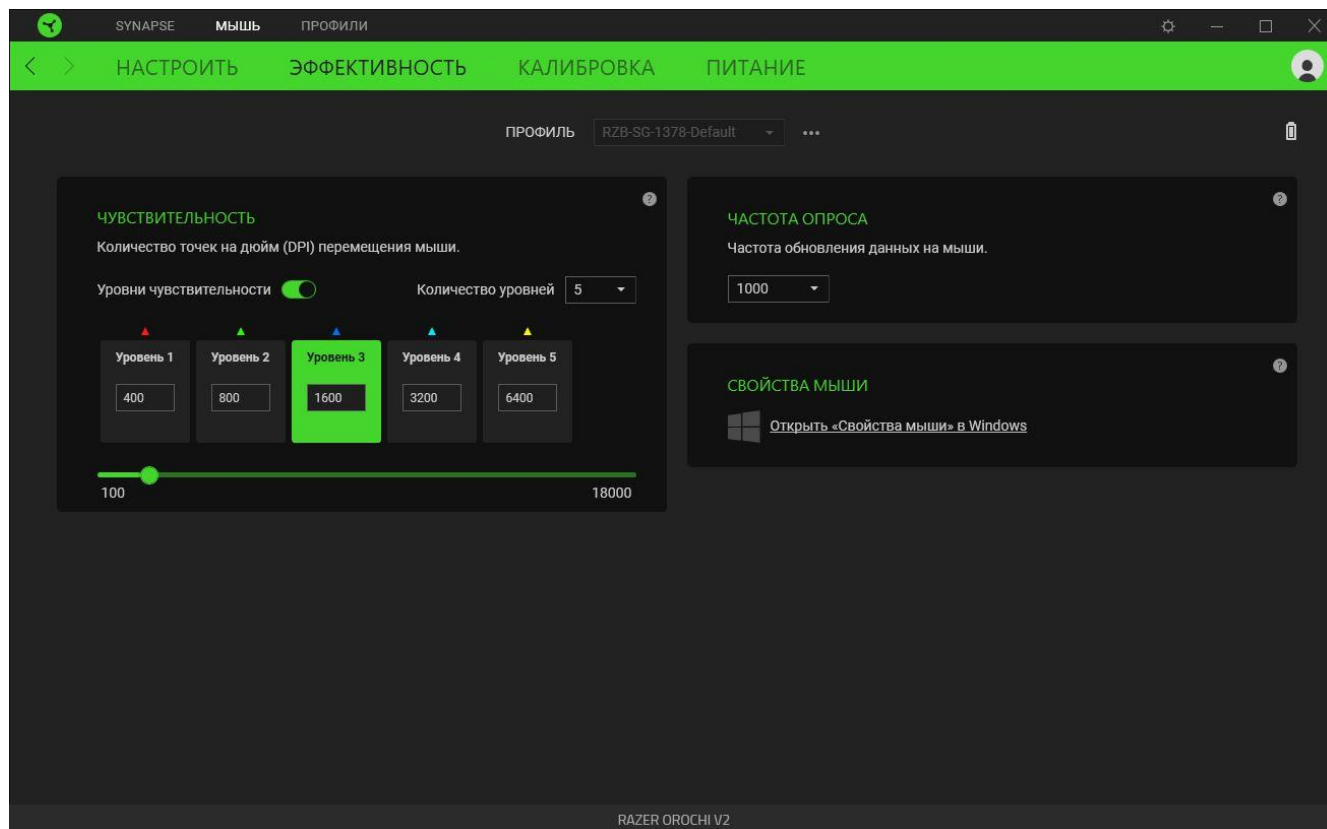 SYNAPSE МЫШЬ ПРОФИЛИ
НАСТРОИТЬ ЭФФЕКТИВНОСТЬ КАЛИБРОВКА ПИТАНИЕ
ПРОФИЛЬ RZB-SG-1378-Default
ЧУВСТВИТЕЛЬНОСТЬ
Количество точек на дюйм (DPI) перемещения мыши.
Уровни чувствительности Количество уровней 5
Уровень 1 Уровень 2 Уровень 3 Уровень 4 Уровень 5
400 800 1600 3200 6400
100 18000
ЧАСТОТА ОПРОСА
Частота обновления данных на мыши.
1000
СВОЙСТВА МЫШИ
Открыть «Свойства мыши» в Windows
RAZER OROCHI V2